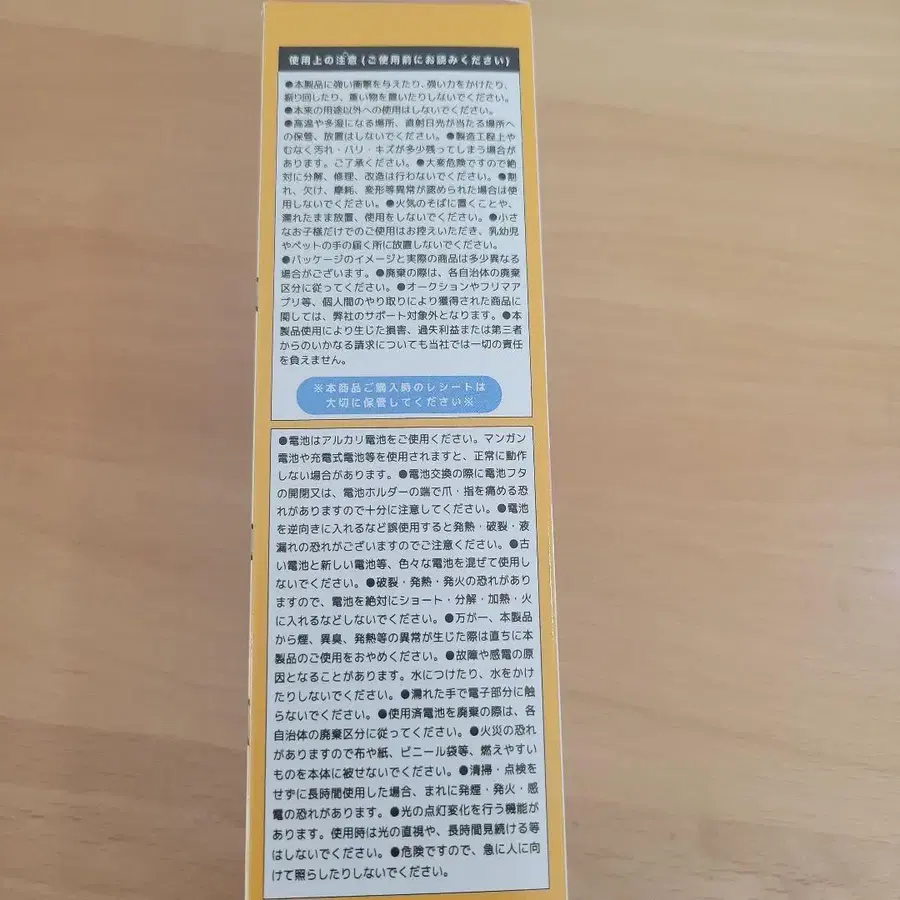 使用上の注意(ご使用前にお読みください)
●本製品に強い衝撃を与えたり、強い力をかけたり、
振り回したり、重い物を置いたりしないでください。
●本来の用途以外への使用はしないでください。
●高温や多湿になる場所、直射日光が当たる場所へ
の保管、放置はしないでください。●製造工程上や
むなく汚れ・バリ・キズが多少残ってしまう場合が
あります。ご了承ください。●大変危険ですので絶
対に分解、修理、改造は行わないでください。●割
れ、欠け、摩耗、変形等異常が認められた場合は使
用しないでください。●火気のそばに置くことや、
濡れたまま放置、使用をしないでください。●小さ
なお子様だけでのご使用はお控えいただき、乳幼児
やペットの手の届く所に放置しないでください。
●パッケージのイメージと実際の商品は多少異なる
場合がございます。●廃棄の際は、各自治体の廃棄
区分に従ってください。●オークションやフリマア
プリ等、個人間のやり取りにより獲得された商品に
関しては、弊社のサポート対象外となります。●本
製品使用により生じた損害、過失利益または第三者
からのいかなる請求についても当社では一切の責任
を負えません。
※本商品ご購入時のレシートは
大切に保管してください※
●電池はアルカリ電池をご使用ください。マンガン
電池や充電式電池等を使用されますと、正常に動作
しない場合があります。●電池交換の際に電池フタ
の開閉又は、電池ホルダーの端で爪・指を痛める恐
れがありますので十分に注意してください。●電池
を逆向きに入れるなど誤使用すると発熱・破裂・液
漏れの恐れがございますのでご注意ください。●古
い電池と新しい電池等、色々な電池を混ぜて使用し
ないでください。●破裂・発熱・発火の恐れがあり
ますので、電池を絶対にショート・分解・加熱・火
に入れるなどしないでください。●万が一、本製品
から煙、異臭、発熱等の異常が生じた際は直ちに本
製品のご使用をおやめください。●故障や感電の原
因となることがあります。水につけたり、水をかけ
たりしないでください。●濡れた手で電子部分に触
らないでください。●使用済電池を廃棄の際は、各
自治体の廃棄区分に従ってください。●火災の恐れ
がありますので布や紙、ビニール袋等、燃えやすい
ものを本体に被せないでください。●清掃・点検を
せずに長時間使用した場合、まれに発煙・発火・感
電の恐れがあります。●光の点灯変化を行う機能が
あります。使用時は光の直視や、長時間見続ける等
はしないでください。●危険ですので、急に人に向
けて照らしたりしないでください。